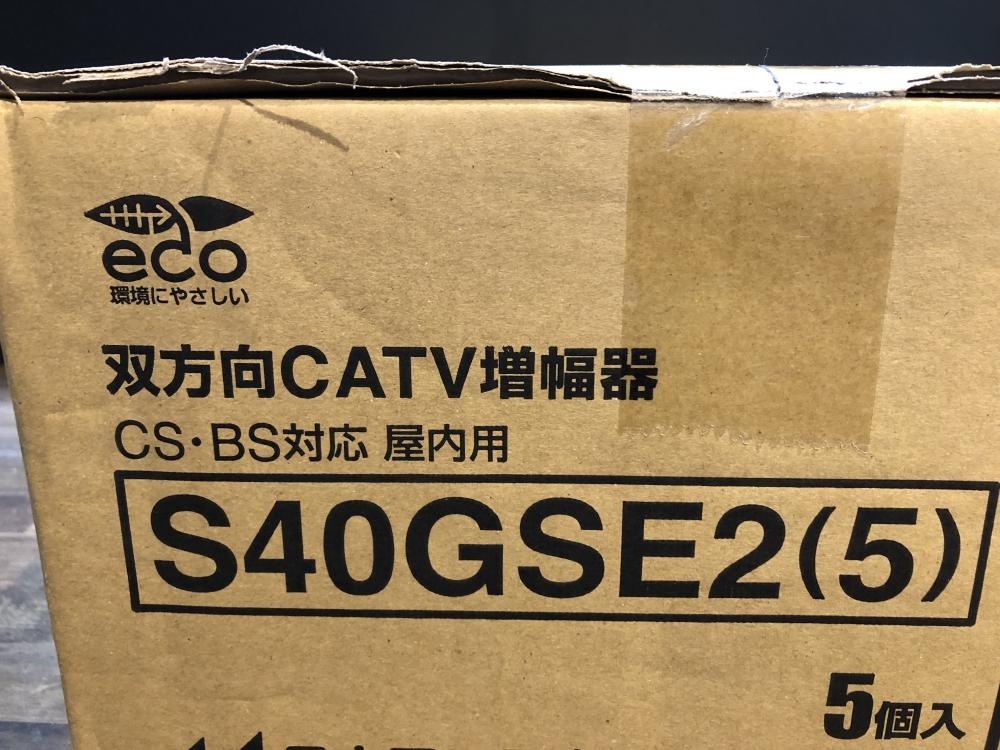 eco
環境にやさしい
双方向CATV増幅器
CS・BS対応 屋内用
S40GSE2(5)
5個入